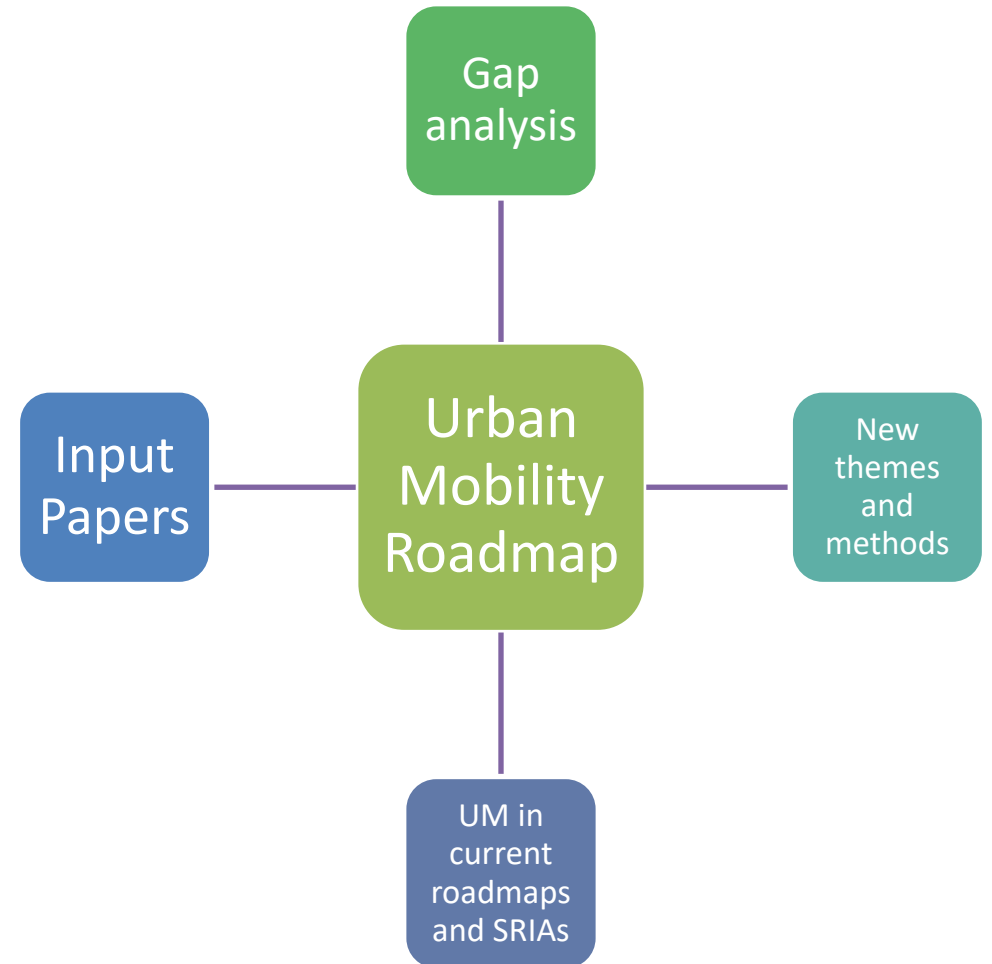 Gap
analysis
Input
Papers
Urban
Mobility
Roadmap
New
themes
and
methods
UM in
current
roadmaps
and SRIAs